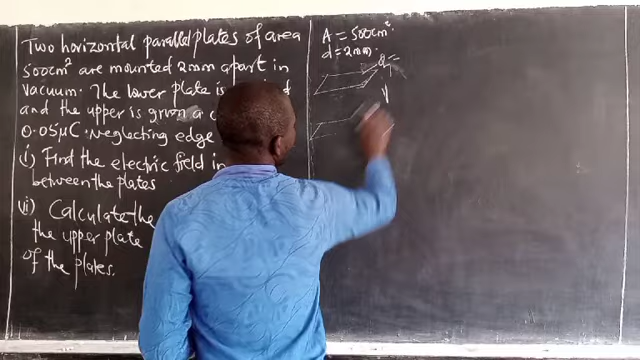 Two horizontal parallel plates of area
500cm² are mounted 2mm apart in
vacuum. The lower plate is
and the upper is given a
0.05μC. Neglecting edge
(i) Find the electric field in
between the plates
(ii) Calculate the
the upper plate
of the plates.
A = 500cm²
d = 2mm.